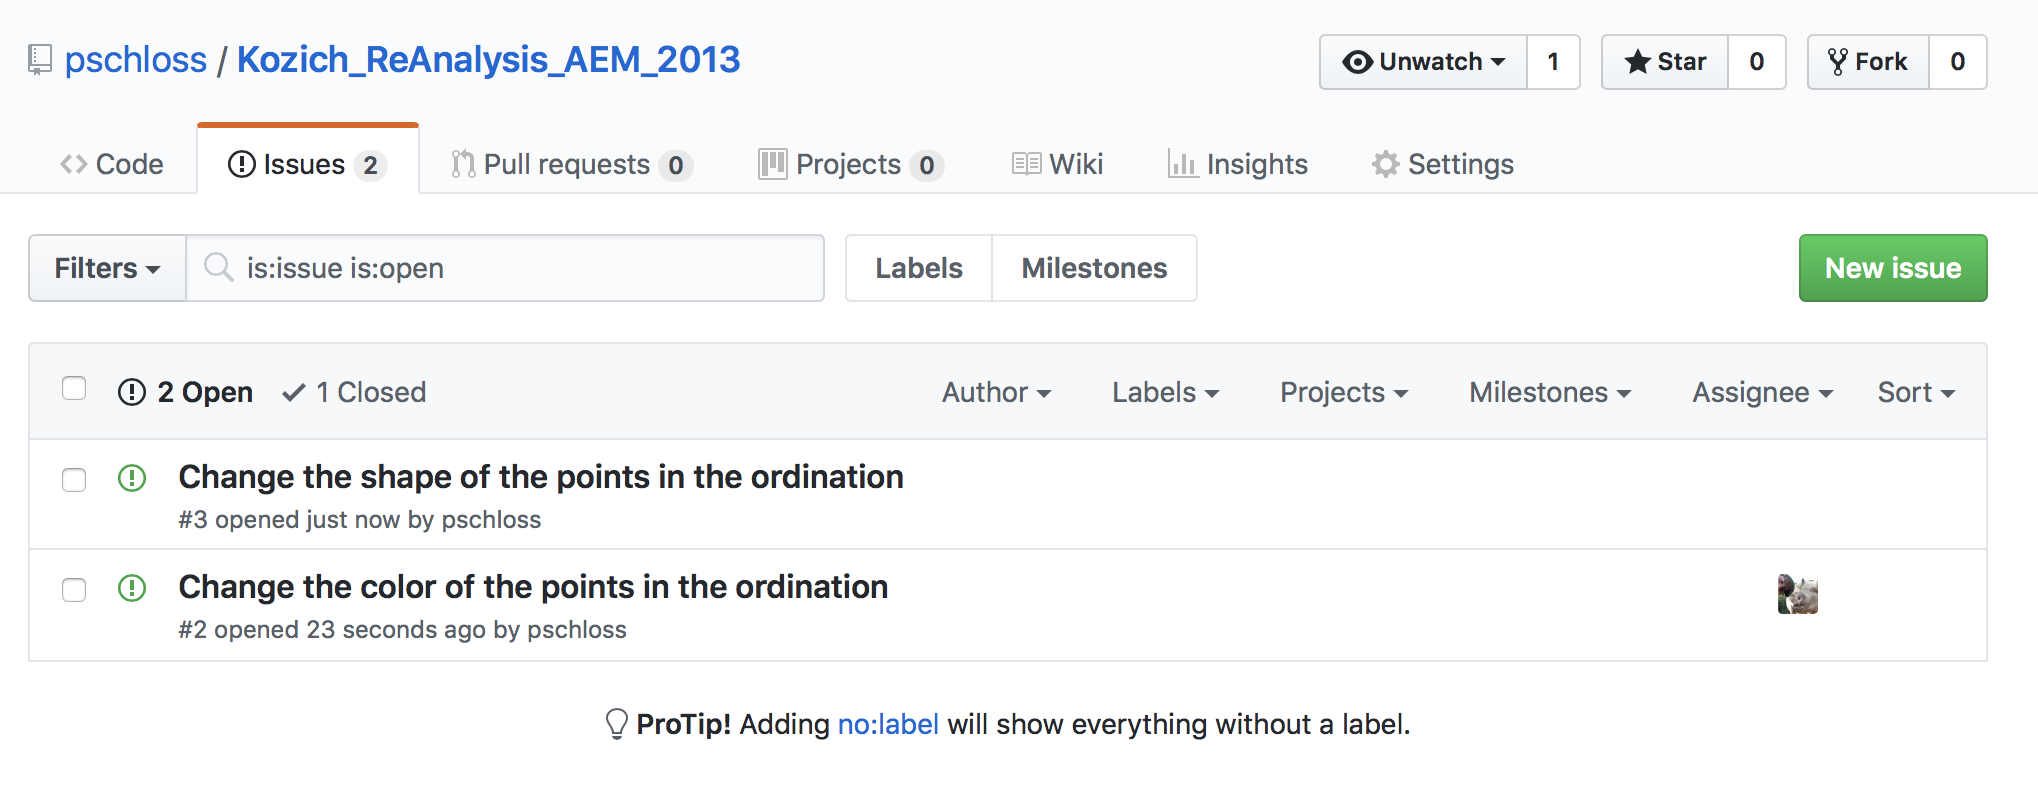 pschloss / Kozich_ReAnalysis_AEM_2013 Unwatch 1 Star 0 Fork 0
Code Issues 2 Pull requests 0 Projects 0 Wiki Insights Settings
Filters is:issue is:open Labels Milestones New issue
2 Open 1 Closed Author Labels Projects Milestones Assignee Sort
Change the shape of the points in the ordination
#3 opened just now by pschloss
Change the color of the points in the ordination
#2 opened 23 seconds ago by pschloss
ProTip! Adding no:label will show everything without a label.